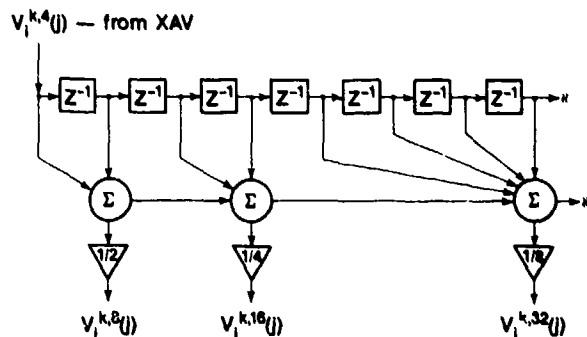 V_i^{k,4}(j) — from XAV
Z⁻¹ Z⁻¹ Z⁻¹ Z⁻¹ Z⁻¹ Z⁻¹ Z⁻¹
Σ Σ Σ
1/2 1/4 1/8
V_i^{k,8}(j) V_i^{k,16}(j) V_i^{k,32}(j)